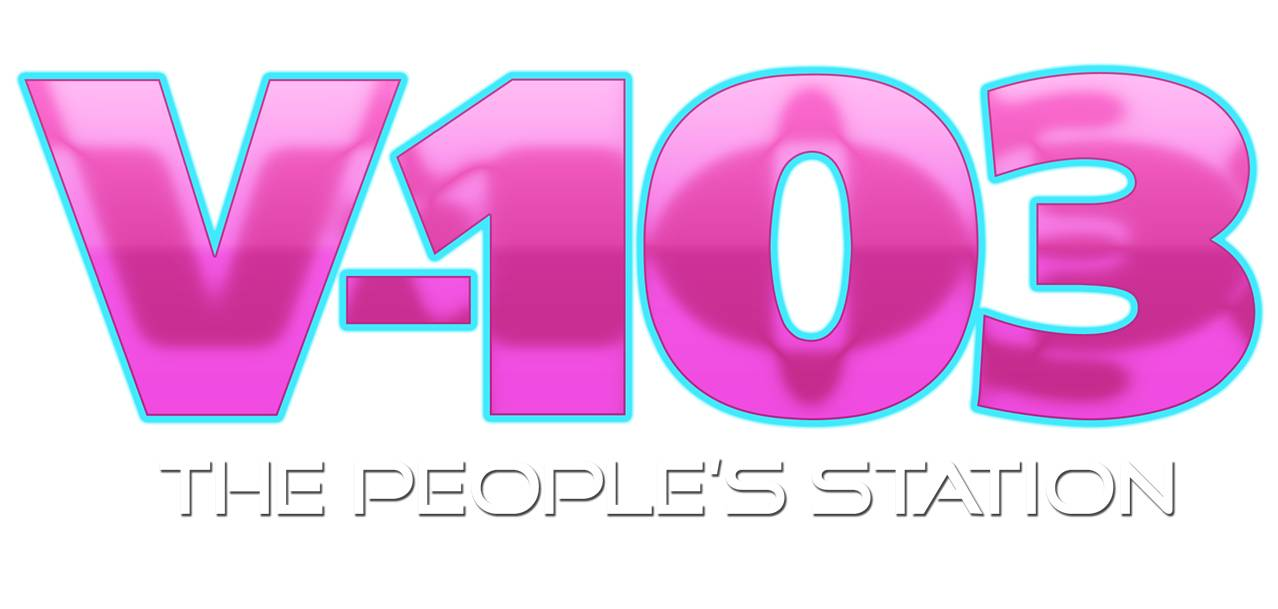 V-103
THE PEOPLE'S STATION